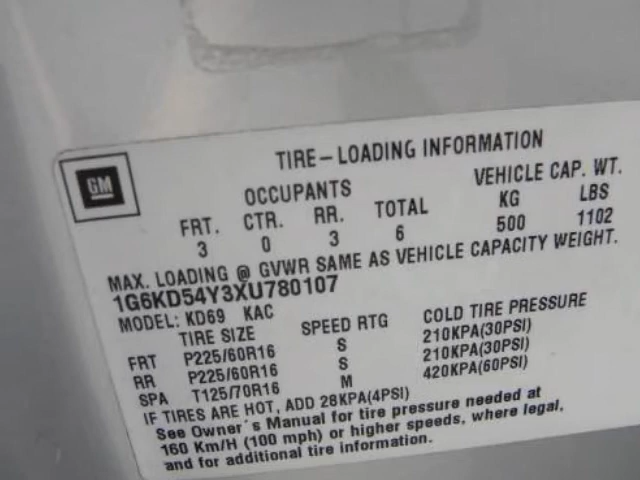 GM
TIRE-LOADING INFORMATION
OCCUPANTS VEHICLE CAP. WT.
FRT. CTR. RR. TOTAL KG LBS
3 0 3 6 500 1102
MAX. LOADING @ GVWR SAME AS VEHICLE CAPACITY WEIGHT.
1G6KD54Y3XU780107
MODEL: KD69 KAC
TIRE SIZE SPEED RTG COLD TIRE PRESSURE
FRT P225/60R16 S 210KPA(30PSI)
RR P225/60R16 S 210KPA(30PSI)
SPA T125/70R16 M 420KPA(60PSI)
IF TIRES ARE HOT, ADD 28KPA(4PSI)
See Owner's Manual for tire pressure needed at
160 Km/H (100 mph) or higher speeds, where legal,
and for additional tire information.